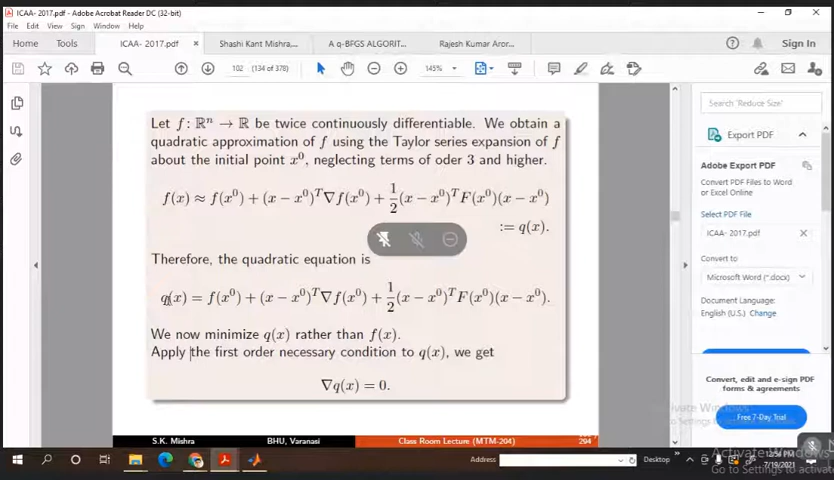 ICAA- 2017.pdf - Adobe Acrobat Reader DC (32-bit)
File Edit View Sign Window Help
Home Tools ICAA- 2017.pdf × Shashi Kant Mishra,... A q-BFGS ALGORIT... Rajesh Kumar Aror... Sign In
102 (134 of 378) 145%
Let f: ℝⁿ → ℝ be twice continuously differentiable. We obtain a
quadratic approximation of f using the Taylor series expansion of f
about the initial point x⁰, neglecting terms of oder 3 and higher.
f(x) ≈ f(x⁰) + (x − x⁰)ᵀ∇f(x⁰) + 1/2 (x − x⁰)ᵀF(x⁰)(x − x⁰)
:= q(x).
Therefore, the quadratic equation is
q(x) = f(x⁰) + (x − x⁰)ᵀ∇f(x⁰) + 1/2 (x − x⁰)ᵀF(x⁰)(x − x⁰).
We now minimize q(x) rather than f(x).
Apply the first order necessary condition to q(x), we get
∇q(x) = 0.
S.K. Mishra BHU, Varanasi Class Room Lecture (MTM-204) 294
Search 'Reduce Size'
Export PDF
Adobe Export PDF
Convert PDF Files to Word
or Excel Online
Select PDF File
ICAA- 2017.pdf ×
Convert to
Microsoft Word (*.docx)
Document Language:
English (U.S.) Change
Convert, edit and e-sign PDF
forms & agreements
Free 7-Day Trial
Activate Windows
Address Desktop
12:56 PM
7/19/2021